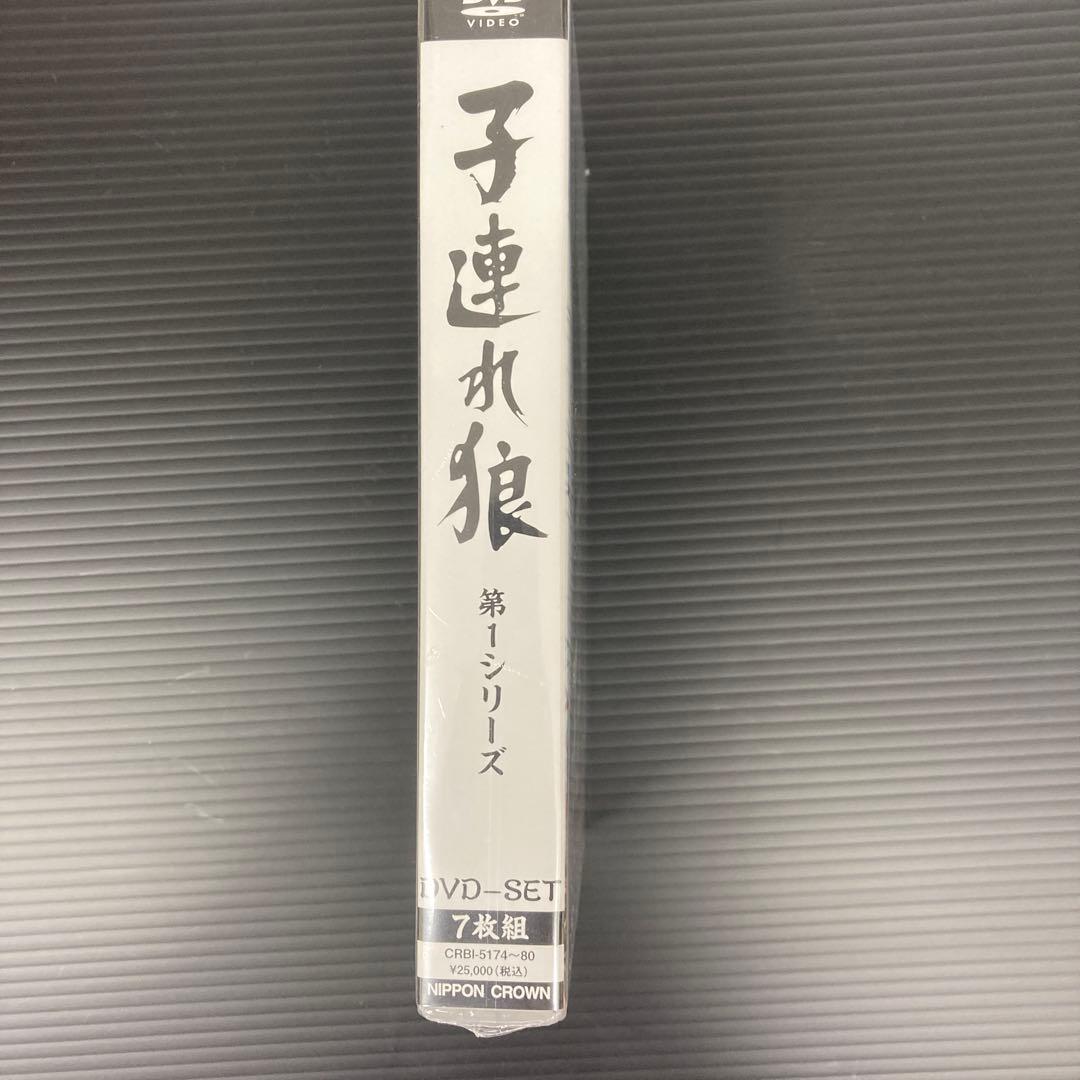 DVD
VIDEO
子連れ狼
第1シリーズ
DVD-SET
7枚組
CRBI-5174～80
¥25,000(税込)
NIPPON CROWN